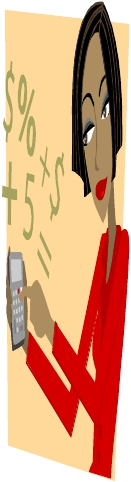 $%
+5×$
=